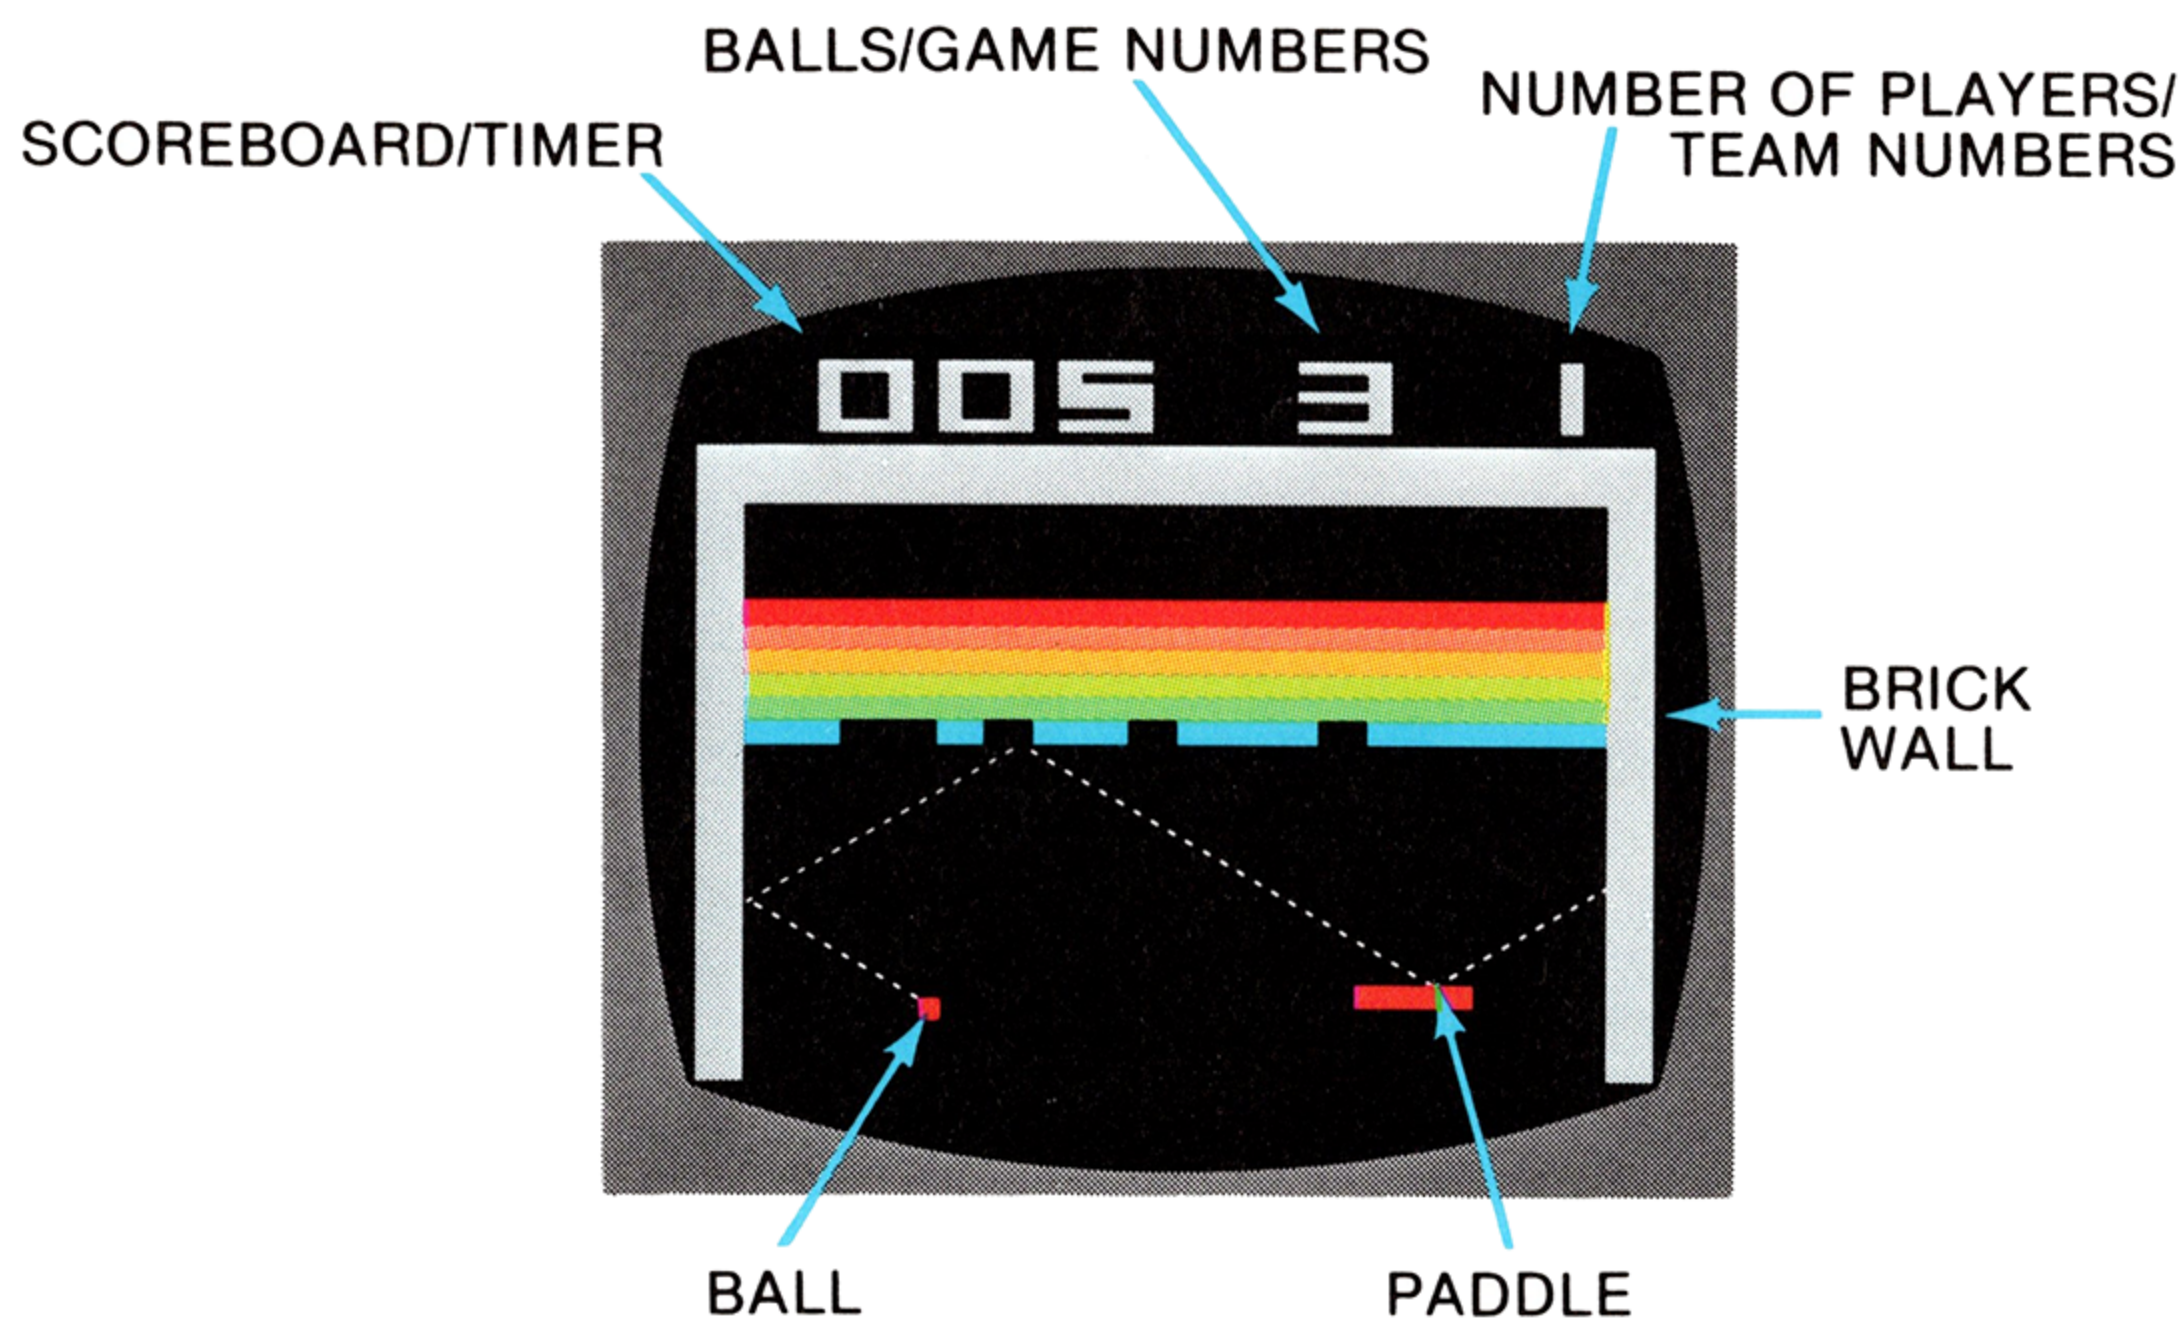 BALLS/GAME NUMBERS
NUMBER OF PLAYERS/
TEAM NUMBERS
SCOREBOARD/TIMER
005 3 1
BRICK
WALL
BALL
PADDLE